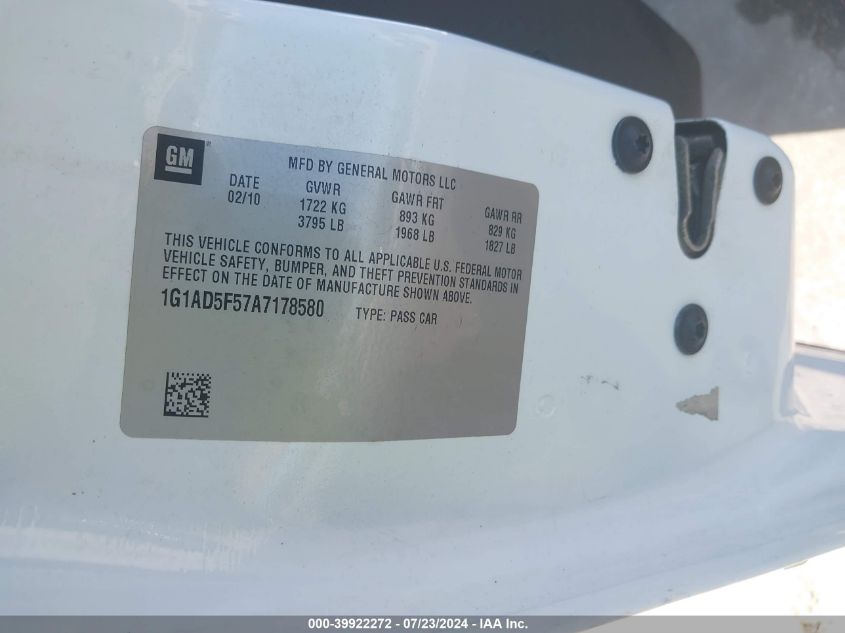 GM
MFD BY GENERAL MOTORS LLC
DATE GVWR GAWR FRT GAWR RR
02/10 1722 KG 893 KG 829 KG
3795 LB 1968 LB 1827 LB
THIS VEHICLE CONFORMS TO ALL APPLICABLE U.S. FEDERAL MOTOR
VEHICLE SAFETY, BUMPER, AND THEFT PREVENTION STANDARDS IN
EFFECT ON THE DATE OF MANUFACTURE SHOWN ABOVE.
1G1AD5F57A7178580 TYPE: PASS CAR
000-39922272 - 07/23/2024 - IAA Inc.